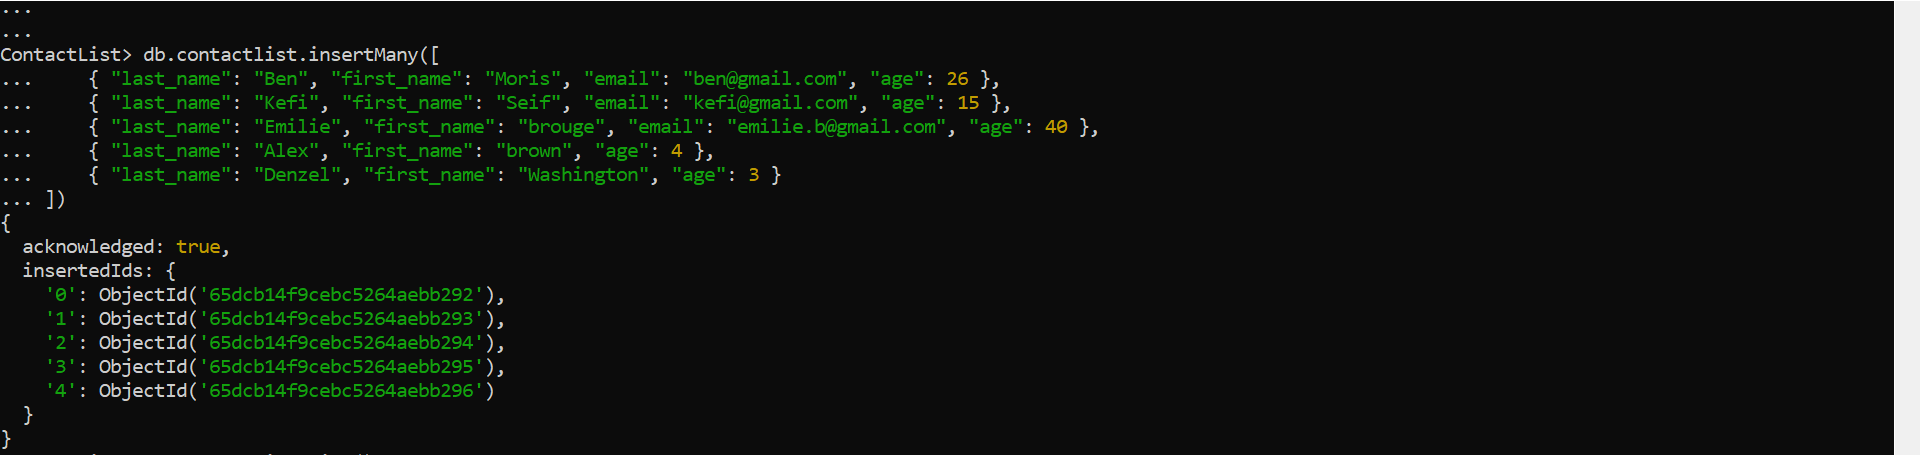 ...
...
ContactList> db.contactlist.insertMany([
...     { "last_name": "Ben", "first_name": "Moris", "email": "ben@gmail.com", "age": 26 },
...     { "last_name": "Kefi", "first_name": "Seif", "email": "kefi@gmail.com", "age": 15 },
...     { "last_name": "Emilie", "first_name": "brouge", "email": "emilie.b@gmail.com", "age": 40 },
...     { "last_name": "Alex", "first_name": "brown", "age": 4 },
...     { "last_name": "Denzel", "first_name": "Washington", "age": 3 }
... ])
{
  acknowledged: true,
  insertedIds: {
    '0': ObjectId('65dcb14f9cebc5264aebb292'),
    '1': ObjectId('65dcb14f9cebc5264aebb293'),
    '2': ObjectId('65dcb14f9cebc5264aebb294'),
    '3': ObjectId('65dcb14f9cebc5264aebb295'),
    '4': ObjectId('65dcb14f9cebc5264aebb296')
  }
}